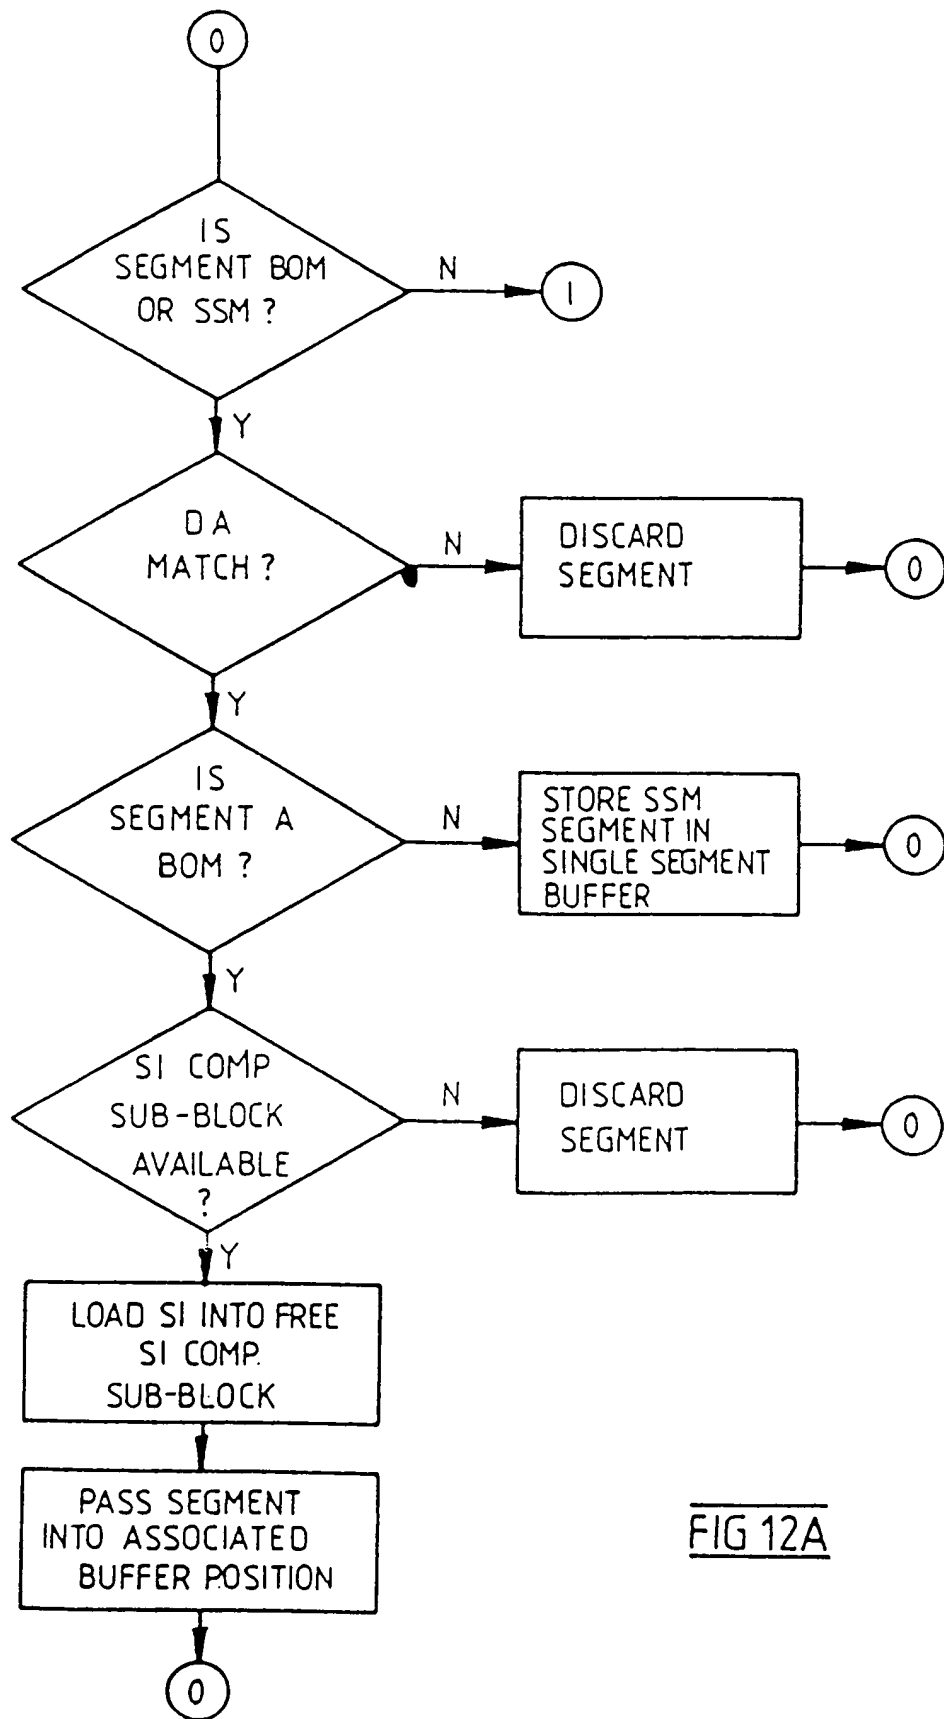 0
IS
SEGMENT BOM
OR SSM ?
N
1
Y
DA
MATCH ?
N
DISCARD
SEGMENT
0
Y
IS
SEGMENT A
BOM ?
N
STORE SSM
SEGMENT IN
SINGLE SEGMENT
BUFFER
0
Y
SI COMP
SUB-BLOCK
AVAILABLE
?
N
DISCARD
SEGMENT
0
Y
LOAD SI INTO FREE
SI COMP.
SUB-BLOCK
PASS SEGMENT
INTO ASSOCIATED
BUFFER POSITION
0
FIG 12A